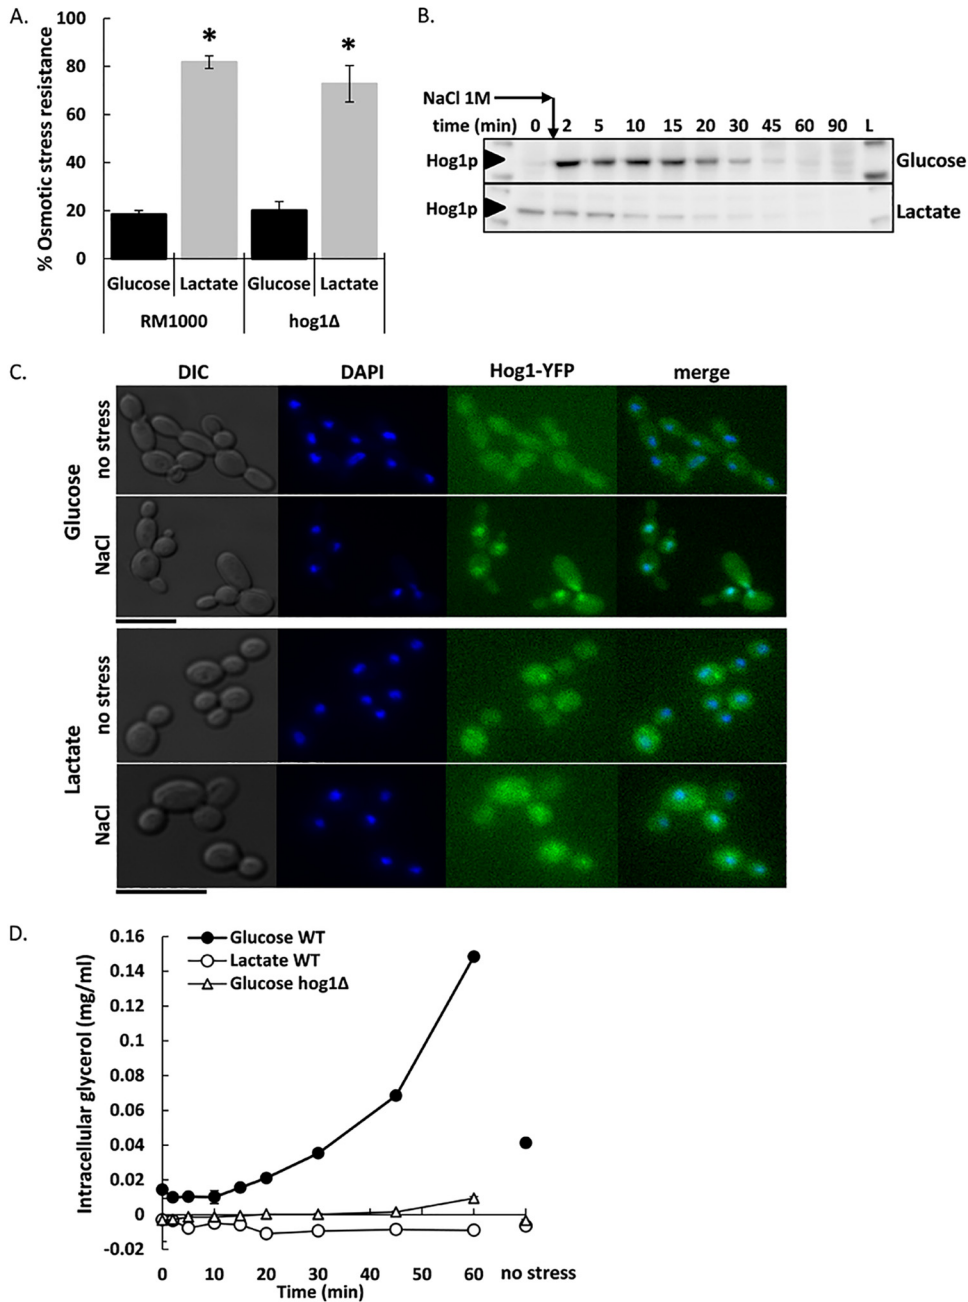 A.
100
80
60
40
20
0
% Osmotic stress resistance
*
*
Glucose Lactate Glucose Lactate
RM1000 hog1Δ
B.
NaCl 1M
time (min) 0 2 5 10 15 20 30 45 60 90 L
Hog1p Glucose
Hog1p Lactate
C.
DIC DAPI Hog1-YFP merge
Glucose
no stress
NaCl
Lactate
no stress
NaCl
D.
Glucose WT
Lactate WT
Glucose hog1Δ
Intracellular glycerol (mg/ml)
0.16
0.14
0.12
0.1
0.08
0.06
0.04
0.02
0
-0.02
0 10 20 30 40 50 60 no stress
Time (min)